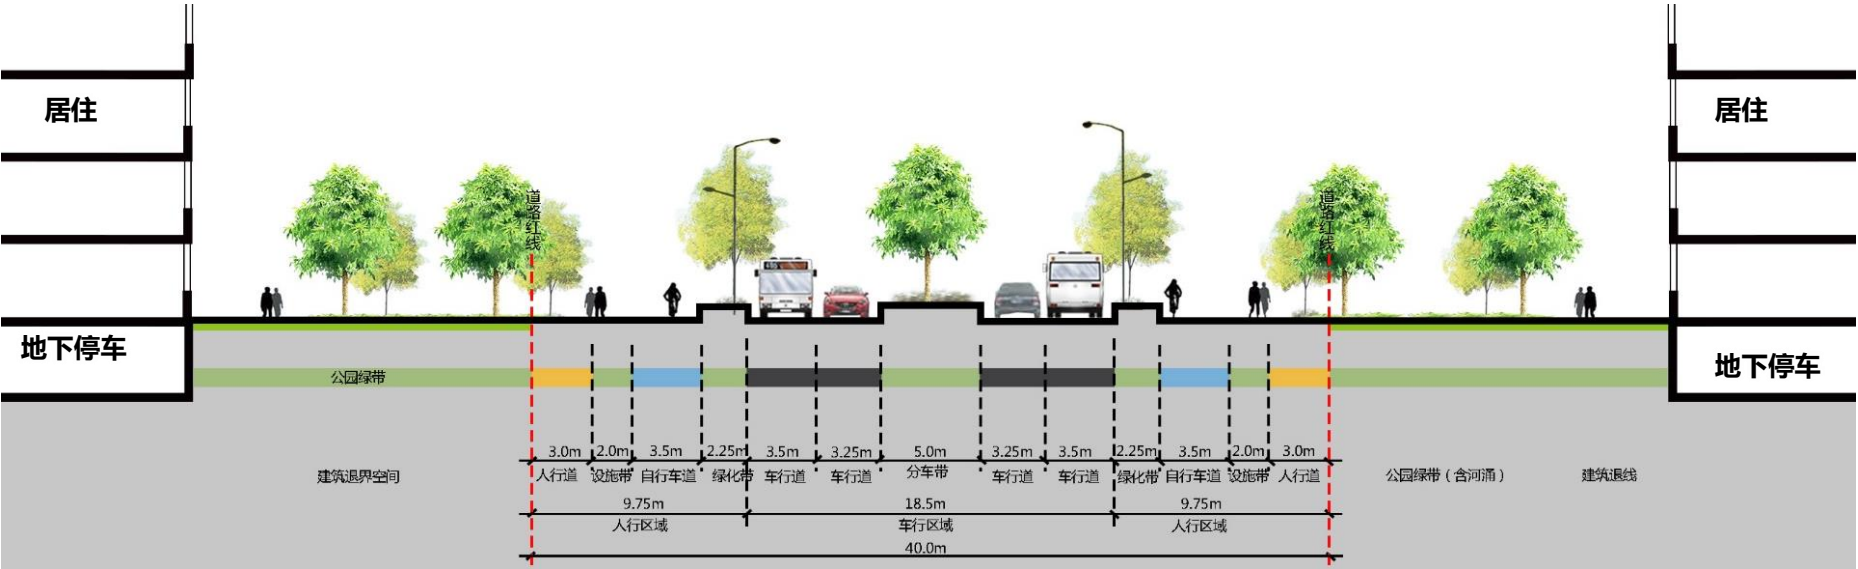 居住
居住
道路红线
道路红线
地下停车
地下停车
公园绿带
3.0m 2.0m 3.5m 2.25m 3.5m 3.25m 5.0m 3.25m 3.5m 2.25m 3.5m 2.0m 3.0m
建筑退界空间 人行道 设施带 自行车道 绿化带 车行道 车行道 分车带 车行道 车行道 绿化带 自行车道 设施带 人行道 公园绿带（含河涌） 建筑退线
9.75m 18.5m 9.75m
人行区域 车行区域 人行区域
40.0m